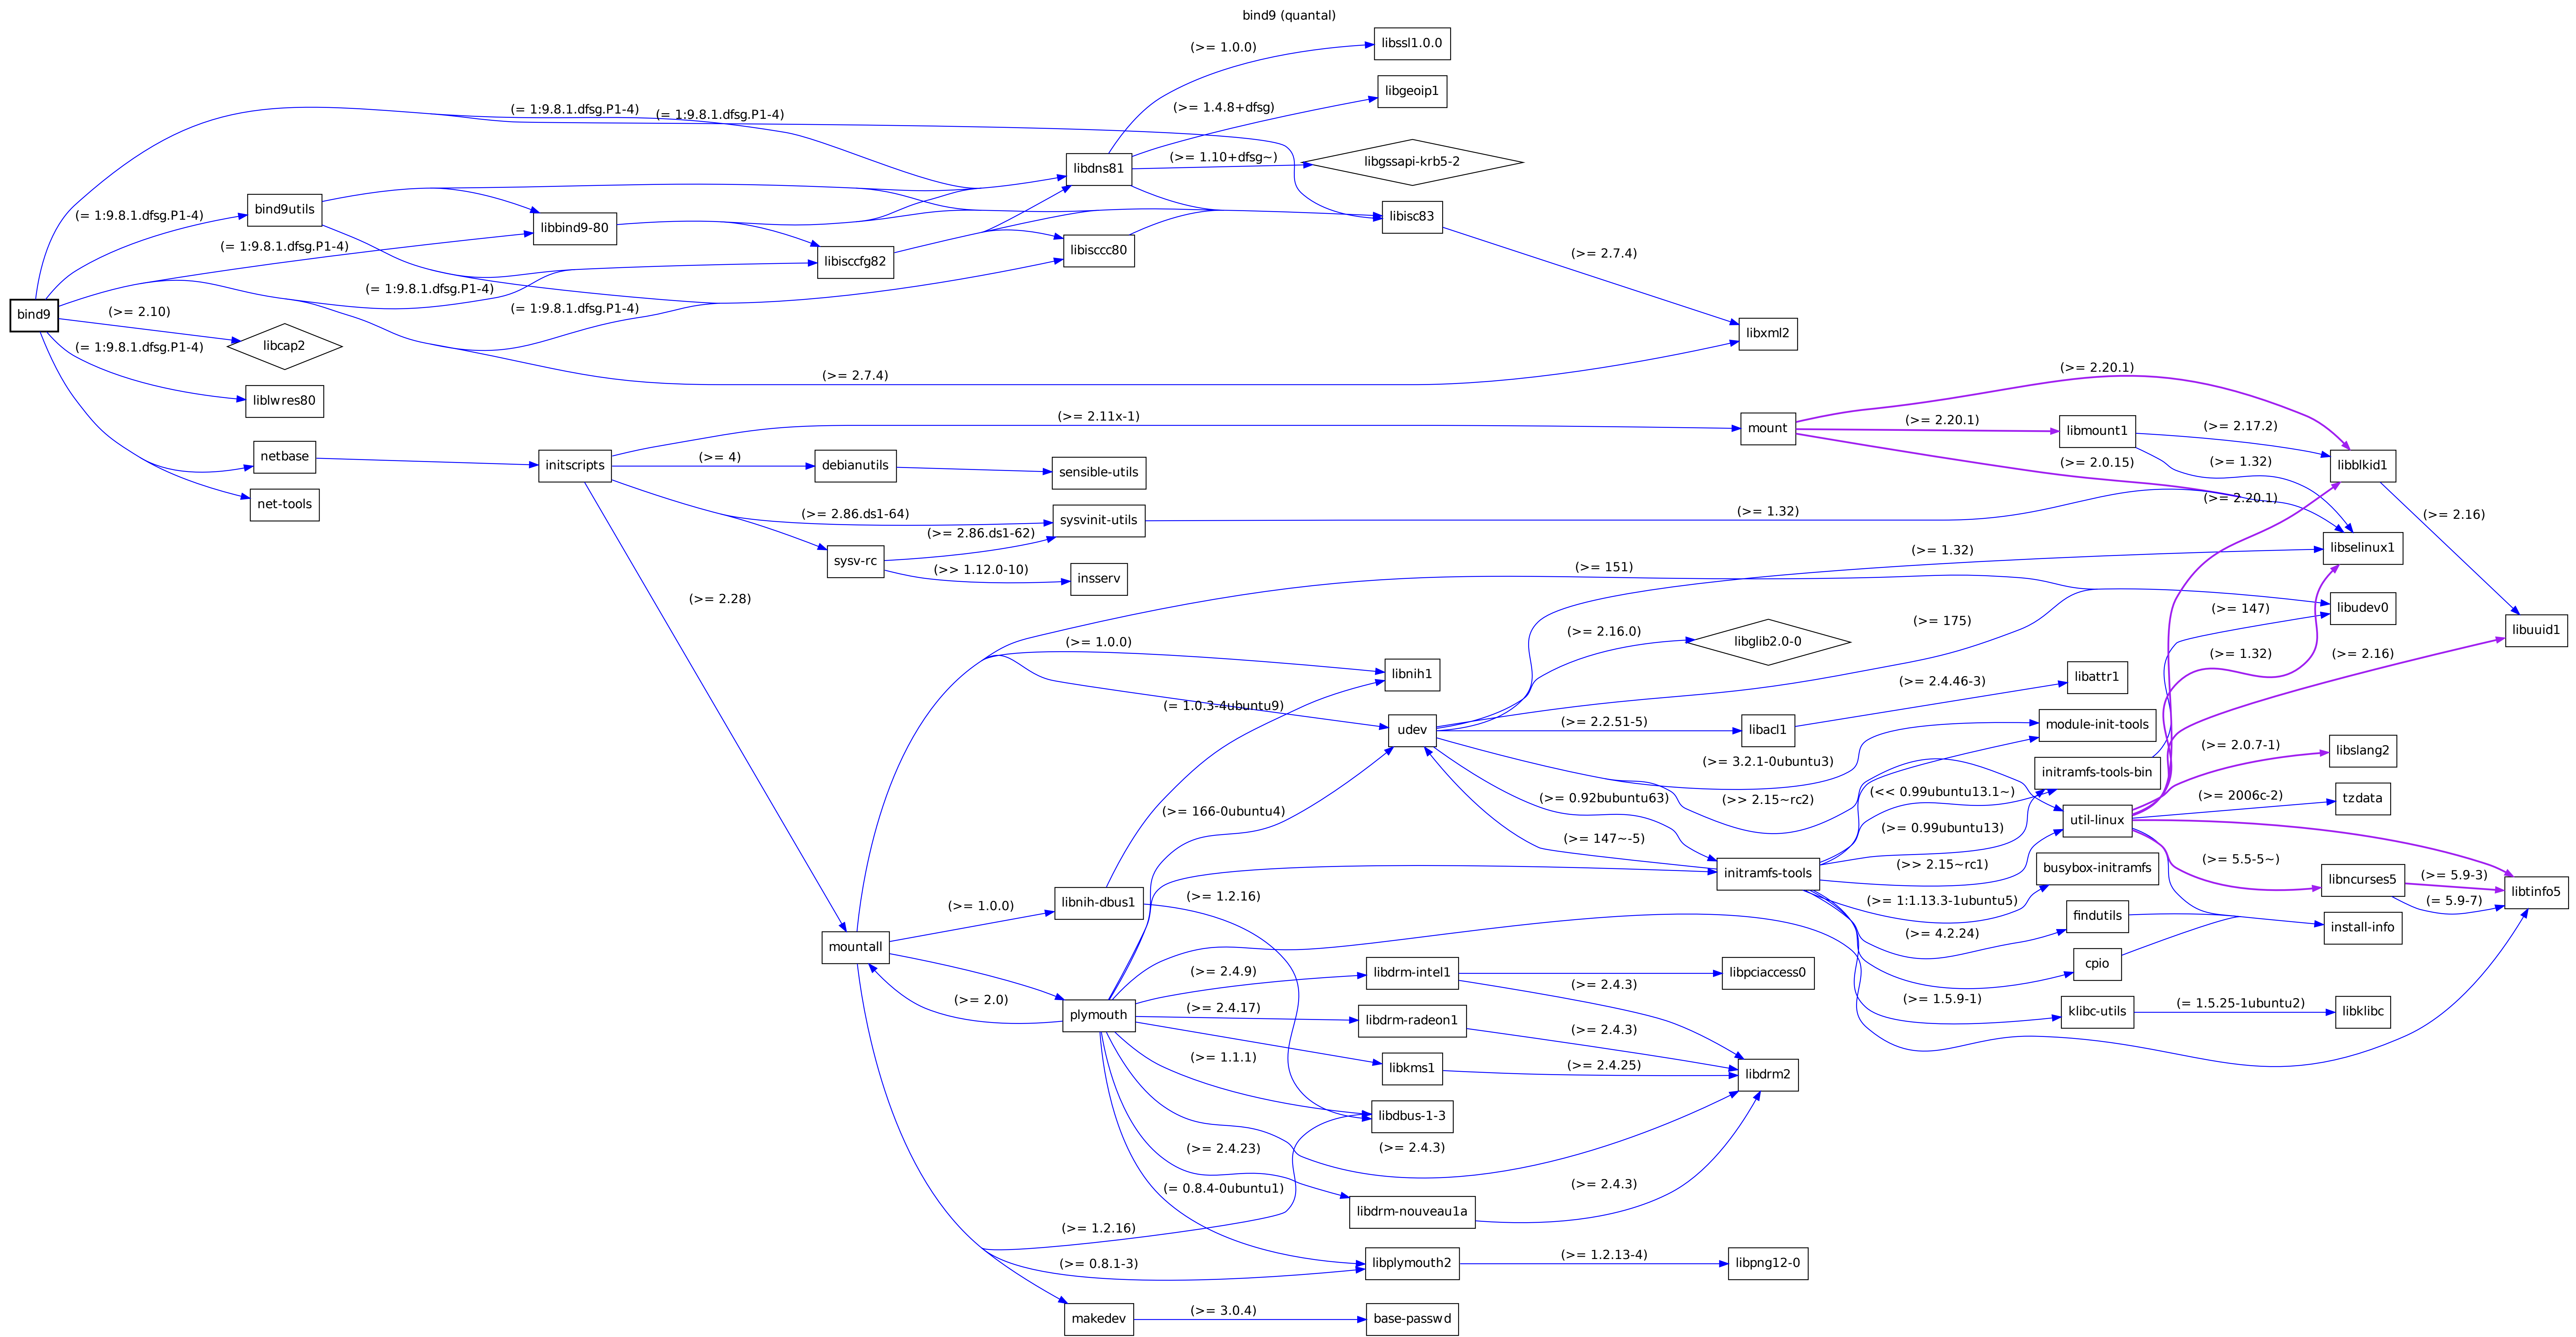 bind9 (quantal)
libssl1.0.0
(>= 1.0.0)
libgeoip1
(>= 1.4.8+dfsg)
(= 1:9.8.1.dfsg.P1-4)
(= 1:9.8.1.dfsg.P1-4)
libdns81
(>= 1.10+dfsg~)
libgssapi-krb5-2
bind9utils
(= 1:9.8.1.dfsg.P1-4)
libbind9-80
libisc83
(= 1:9.8.1.dfsg.P1-4)
libisccc80
libisccfg82
(>= 2.7.4)
(= 1:9.8.1.dfsg.P1-4)
(= 1:9.8.1.dfsg.P1-4)
bind9
(>= 2.10)
libcap2
(= 1:9.8.1.dfsg.P1-4)
libxml2
(>= 2.7.4)
liblwres80
(>= 2.20.1)
(>= 2.11x-1)
mount
(>= 2.20.1)
libmount1
(>= 2.17.2)
netbase
initscripts
(>= 4)
debianutils
sensible-utils
(>= 2.0.15)
(>= 1.32)
libblkid1
net-tools
(>= 2.86.ds1-64)
sysvinit-utils
(>= 1.32)
(>= 2.20.1)
(>= 2.16)
(>= 2.86.ds1-62)
sysv-rc
(>> 1.12.0-10)
insserv
(>= 1.32)
libselinux1
(>= 151)
(>= 2.28)
(>= 147)
libudev0
(>= 175)
libuuid1
(>= 1.0.0)
(>= 2.16.0)
libglib2.0-0
(>= 1.32)
(>= 2.16)
libnih1
(>= 2.4.46-3)
libattr1
(= 1.0.3-4ubuntu9)
udev
(>= 2.2.51-5)
libacl1
module-init-tools
(>= 3.2.1-0ubuntu3)
(>= 2.0.7-1)
libslang2
initramfs-tools-bin
(>= 166-0ubuntu4)
(>= 0.92bubuntu63)
(>> 2.15~rc2)
(<< 0.99ubuntu13.1~)
(>= 2006c-2)
tzdata
util-linux
(>= 147~-5)
(>= 0.99ubuntu13)
(>> 2.15~rc1)
(>= 5.5-5~)
busybox-initramfs
initramfs-tools
libncurses5
(>= 5.9-3)
libtinfo5
(= 5.9-7)
(>= 1:1.13.3-1ubuntu5)
libnih-dbus1
(>= 1.0.0)
(>= 1.2.16)
findutils
install-info
(>= 4.2.24)
mountall
cpio
(>= 2.4.9)
libdrm-intel1
libpciaccess0
(>= 2.4.3)
(>= 2.0)
plymouth
(>= 2.4.17)
libdrm-radeon1
(>= 1.5.9-1)
klibc-utils
(= 1.5.25-1ubuntu2)
libklibc
(>= 2.4.3)
(>= 1.1.1)
libkms1
(>= 2.4.25)
libdrm2
libdbus-1-3
(>= 2.4.23)
(>= 2.4.3)
(= 0.8.4-0ubuntu1)
(>= 2.4.3)
libdrm-nouveau1a
(>= 1.2.16)
(>= 0.8.1-3)
libplymouth2
(>= 1.2.13-4)
libpng12-0
makedev
(>= 3.0.4)
base-passwd